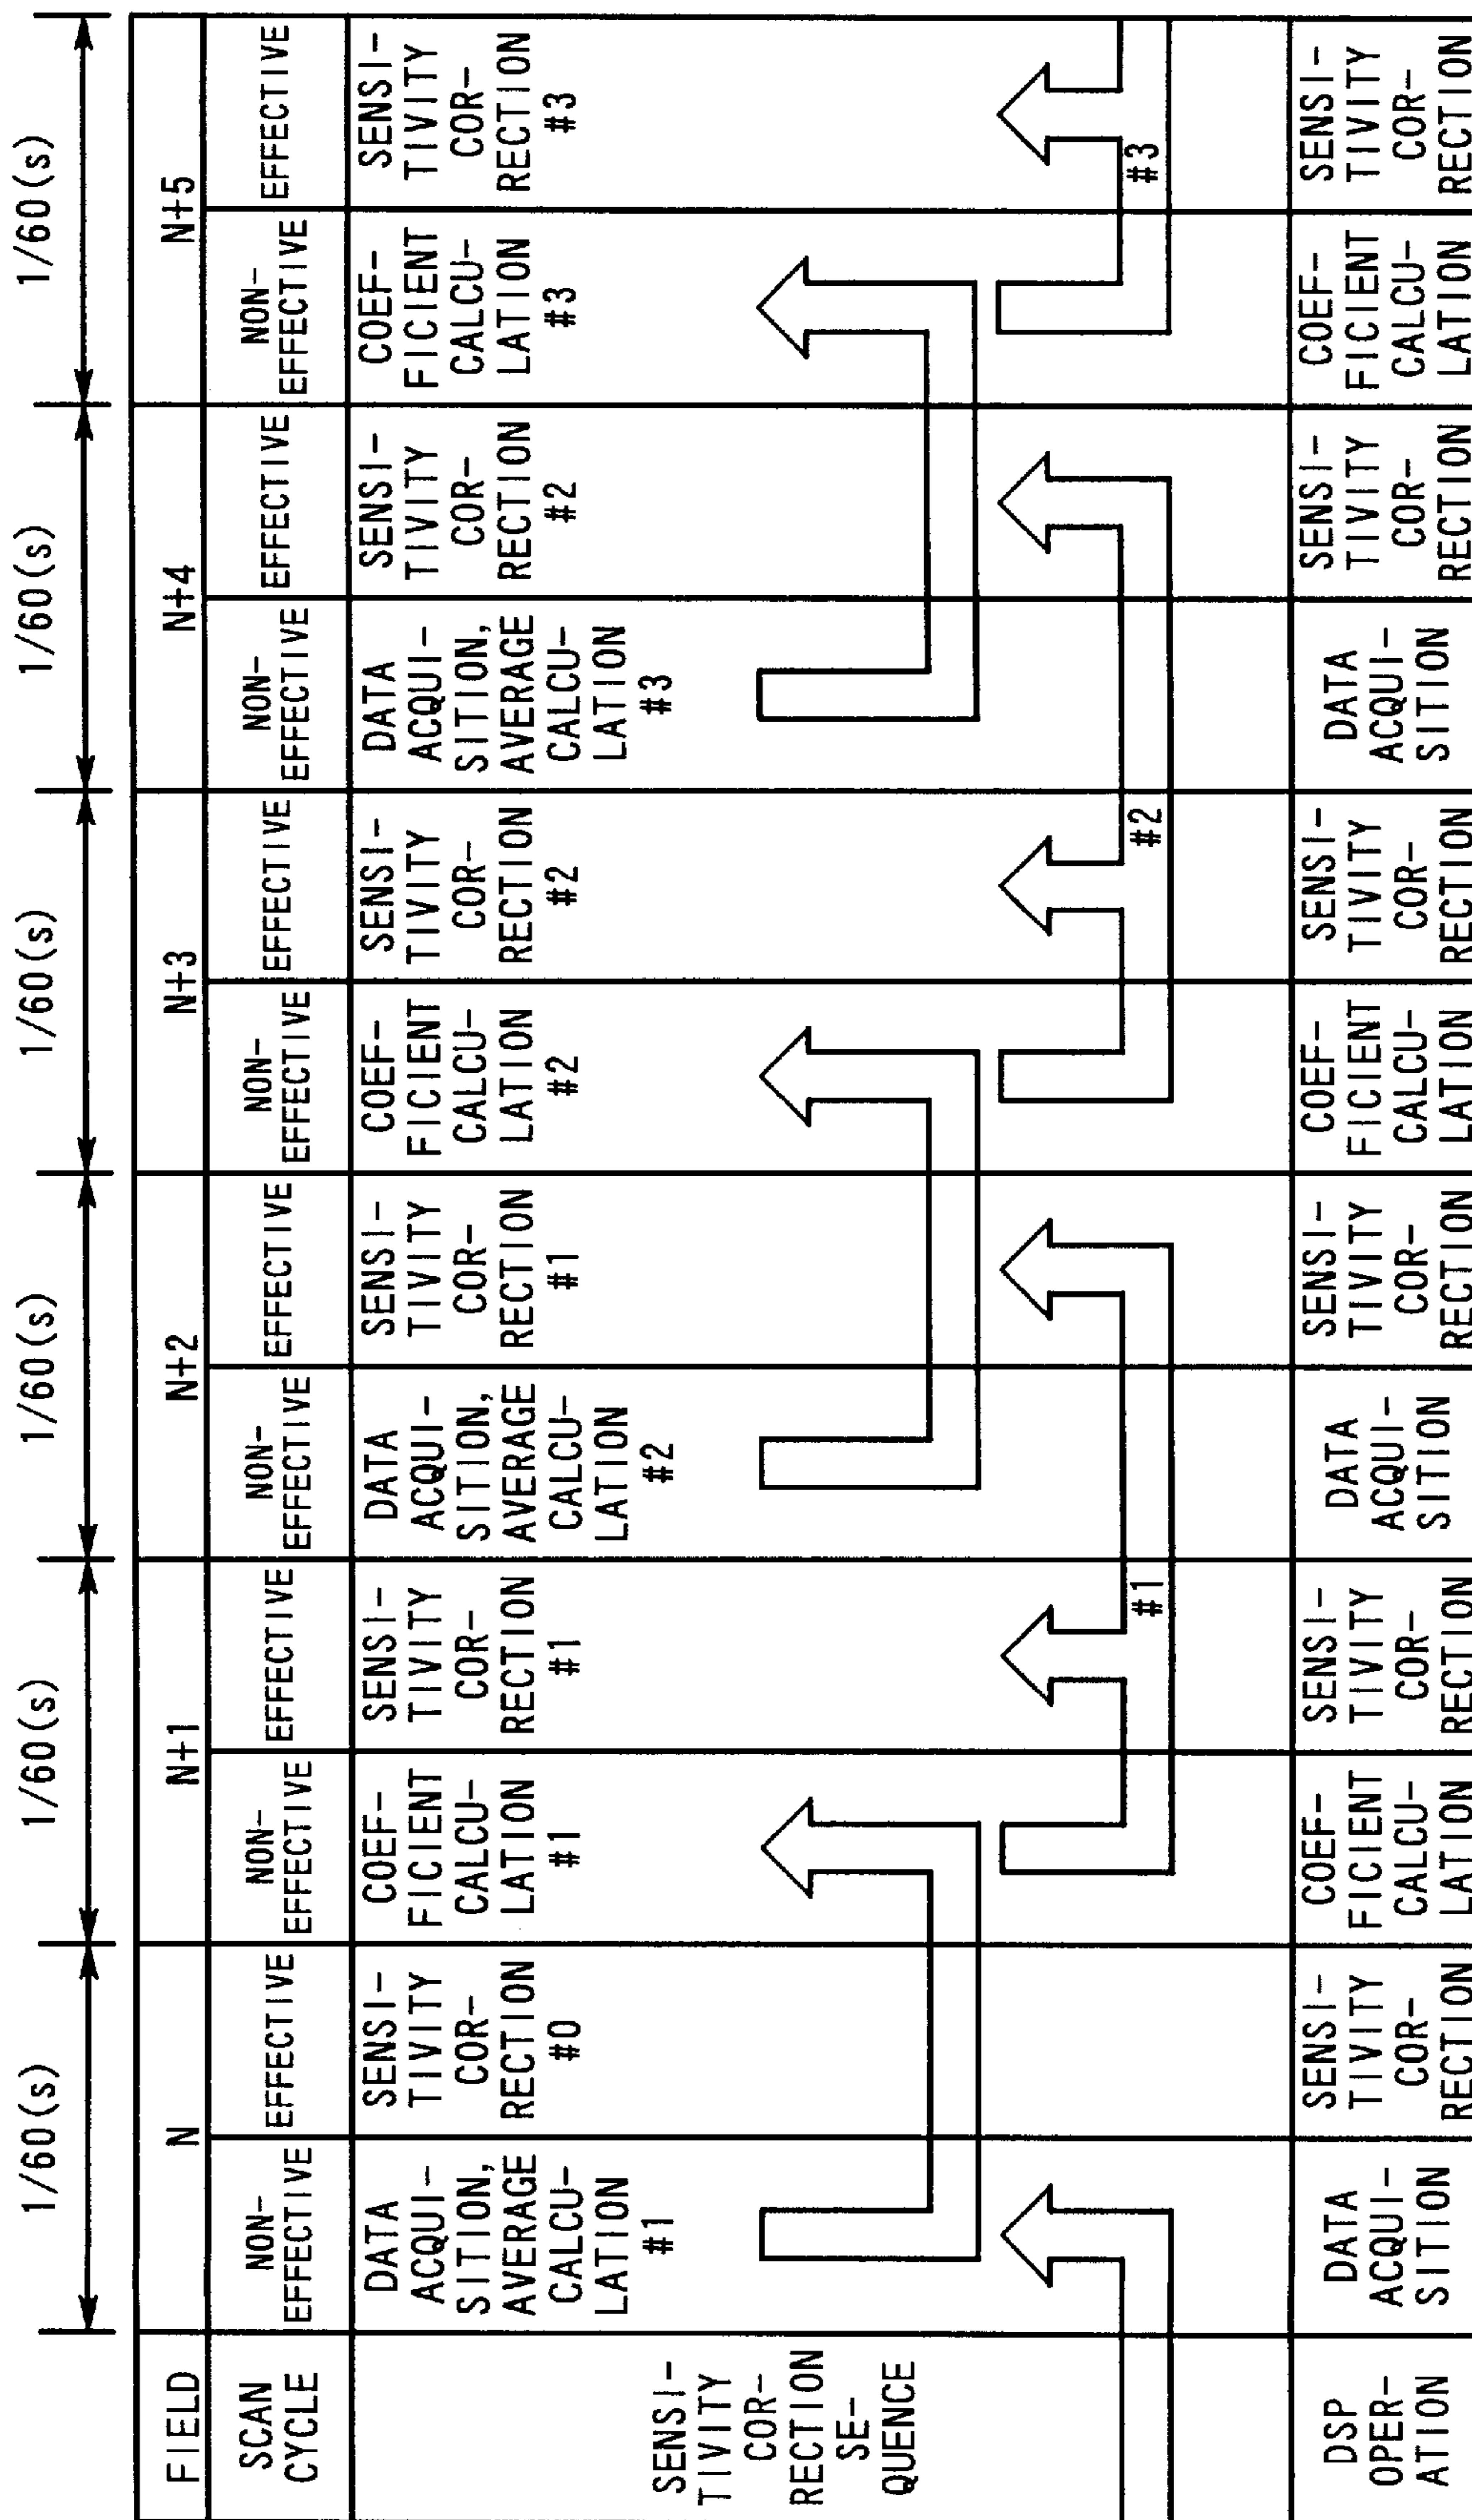 1/60(s)
1/60(s)
1/60(s)
1/60(s)
1/60(s)
1/60(s)
FIELD
N
N+1
N+2
N+3
N+4
N+5
SCAN
CYCLE
NON-
EFFECTIVE
EFFECTIVE
NON-
EFFECTIVE
EFFECTIVE
NON-
EFFECTIVE
EFFECTIVE
NON-
EFFECTIVE
EFFECTIVE
NON-
EFFECTIVE
EFFECTIVE
NON-
EFFECTIVE
EFFECTIVE
SENSI-
TIVITY
COR-
RECTION
SE-
QUENCE
DATA
ACQUI-
SITION,
AVERAGE
CALCU-
LATION
#1
SENSI-
TIVITY
COR-
RECTION
#0
COEF-
FICIENT
CALCU-
LATION
#1
SENSI-
TIVITY
COR-
RECTION
#1
DATA
ACQUI-
SITION,
AVERAGE
CALCU-
LATION
#2
SENSI-
TIVITY
COR-
RECTION
#1
COEF-
FICIENT
CALCU-
LATION
#2
SENSI-
TIVITY
COR-
RECTION
#2
DATA
ACQUI-
SITION,
AVERAGE
CALCU-
LATION
#3
SENSI-
TIVITY
COR-
RECTION
#2
COEF-
FICIENT
CALCU-
LATION
#3
SENSI-
TIVITY
COR-
RECTION
#3
#1
#2
#3
DSP
OPER-
ATION
DATA
ACQUI-
SITION
SENSI-
TIVITY
COR-
RECTION
COEF-
FICIENT
CALCU-
LATION
SENSI-
TIVITY
COR-
RECTION
DATA
ACQUI-
SITION
SENSI-
TIVITY
COR-
RECTION
COEF-
FICIENT
CALCU-
LATION
SENSI-
TIVITY
COR-
RECTION
DATA
ACQUI-
SITION
SENSI-
TIVITY
COR-
RECTION
COEF-
FICIENT
CALCU-
LATION
SENSI-
TIVITY
COR-
RECTION